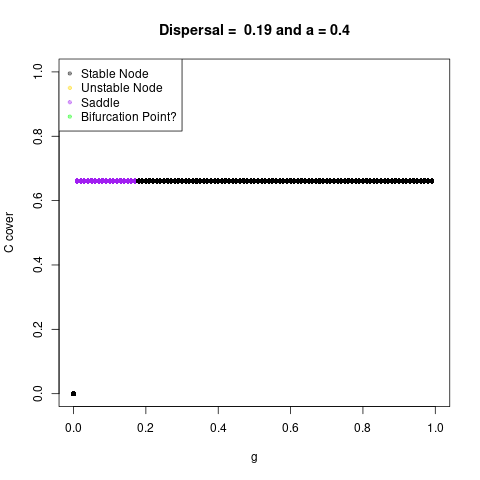 Dispersal =  0.19 and a = 0.4
Stable Node
Unstable Node
Saddle
Bifurcation Point?
1.0
0.8
0.6
0.4
0.2
0.0
C cover
0.0 0.2 0.4 0.6 0.8 1.0
g